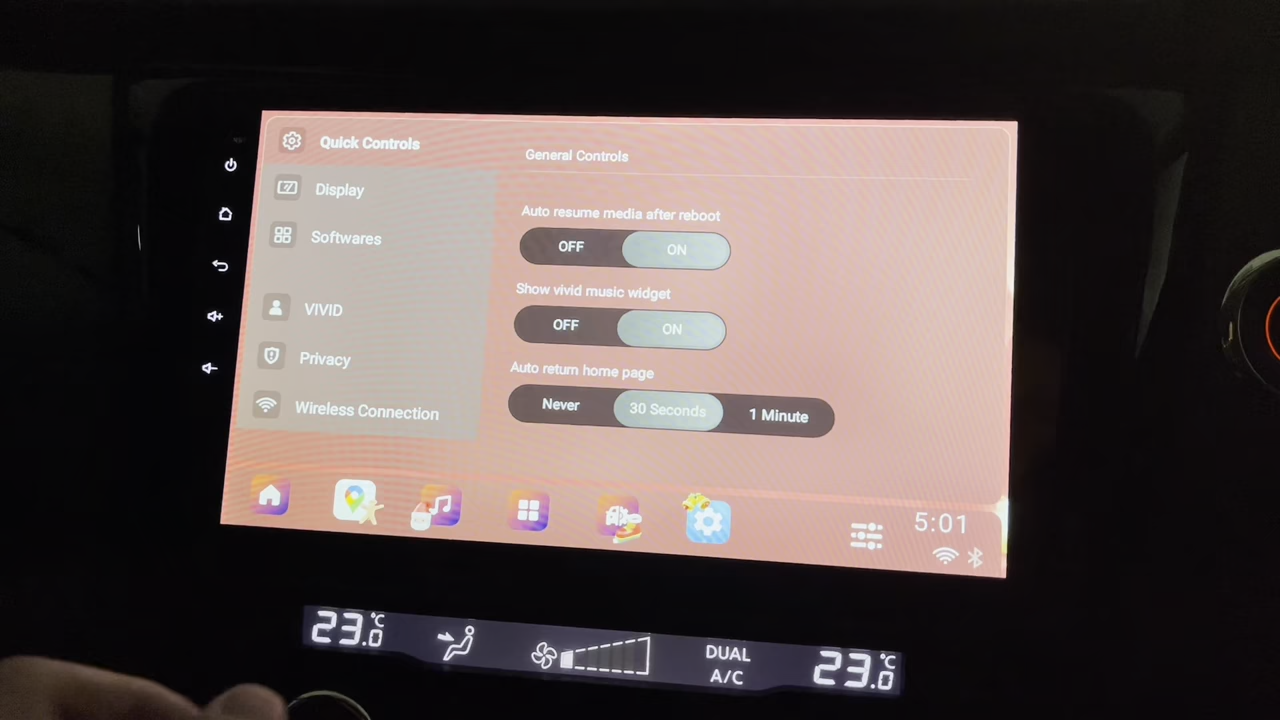 Quick Controls
Display
Softwares
VIVID
Privacy
Wireless Connection
General Controls
Auto resume media after reboot
OFF ON
Show vivid music widget
OFF ON
Auto return home page
Never 30 Seconds 1 Minute
5:01
23.0 °C
DUAL
A/C
23.0 °C